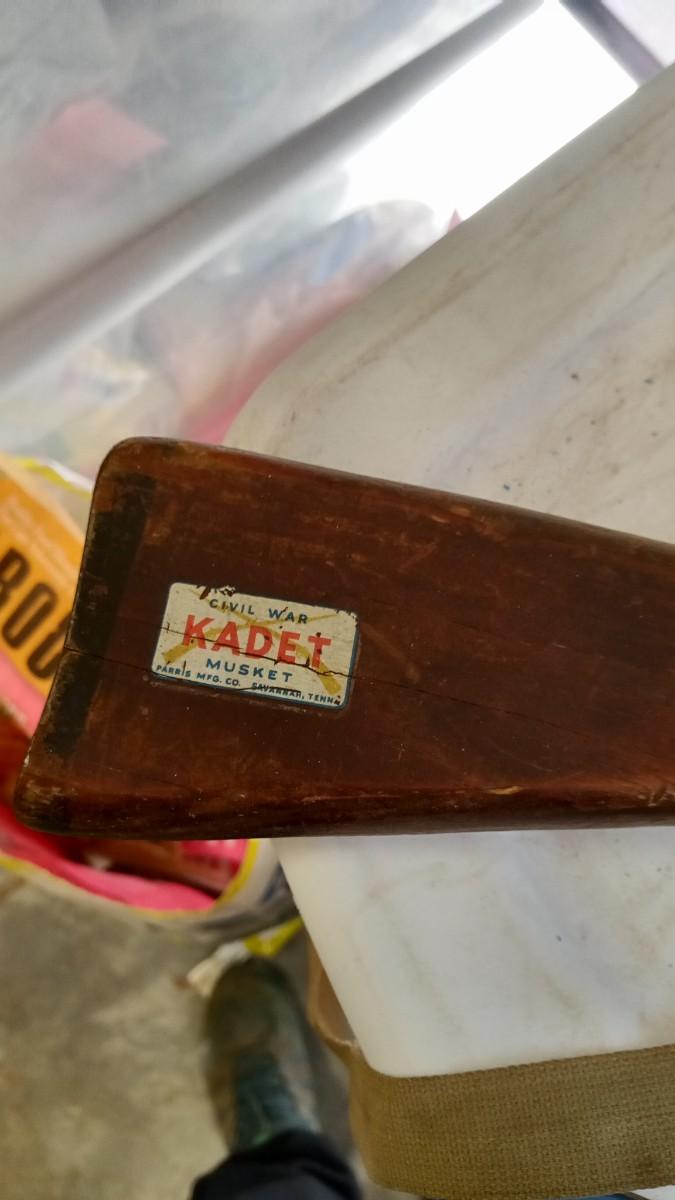 CIVIL WAR
KADET
MUSKET
PARRIS MFG. CO. SAVANNAH, TENN.